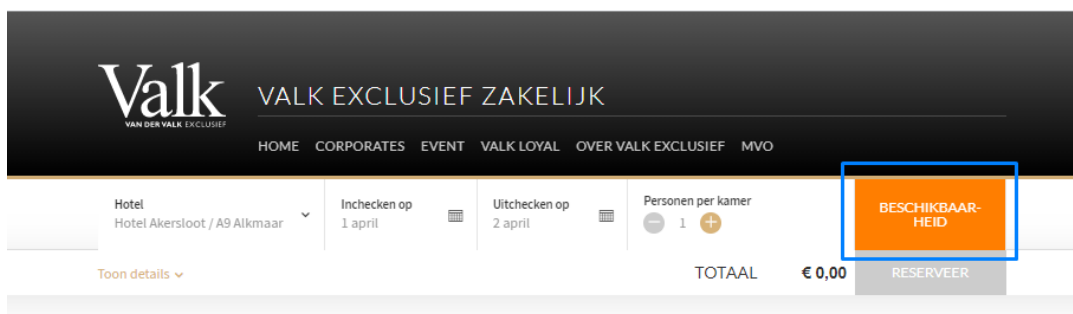 Valk
VAN DER VALK EXCLUSIEF
VALK EXCLUSIEF ZAKELIJK
HOME CORPORATES EVENT VALK LOYAL OVER VALK EXCLUSIEF MVO
Hotel
Hotel Akersloot / A9 Alkmaar
Inchecken op
1 april
Uitchecken op
2 april
Personen per kamer
1
BESCHIKBAAR-
HEID
Toon details
TOTAAL € 0,00
RESERVEER